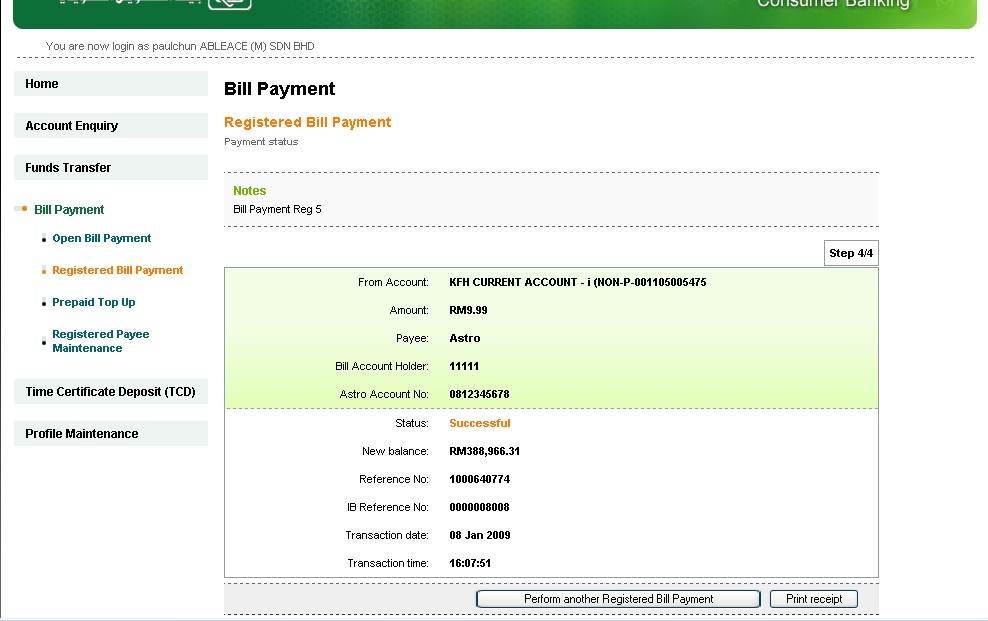 Consumer Banking
You are now login as paulchun ABLEACE (M) SDN BHD
Home
Account Enquiry
Funds Transfer
Bill Payment
Open Bill Payment
Registered Bill Payment
Prepaid Top Up
Registered Payee
Maintenance
Time Certificate Deposit (TCD)
Profile Maintenance
Bill Payment
Registered Bill Payment
Payment status
Notes
Bill Payment Reg 5
Step 4/4
From Account: KFH CURRENT ACCOUNT - i (NON-P-001105005475
Amount: RM9.99
Payee: Astro
Bill Account Holder: 11111
Astro Account No: 0812345678
Status: Successful
New balance: RM388,966.31
Reference No: 1000640774
IB Reference No: 0000008008
Transaction date: 08 Jan 2009
Transaction time: 16:07:51
Perform another Registered Bill Payment
Print receipt